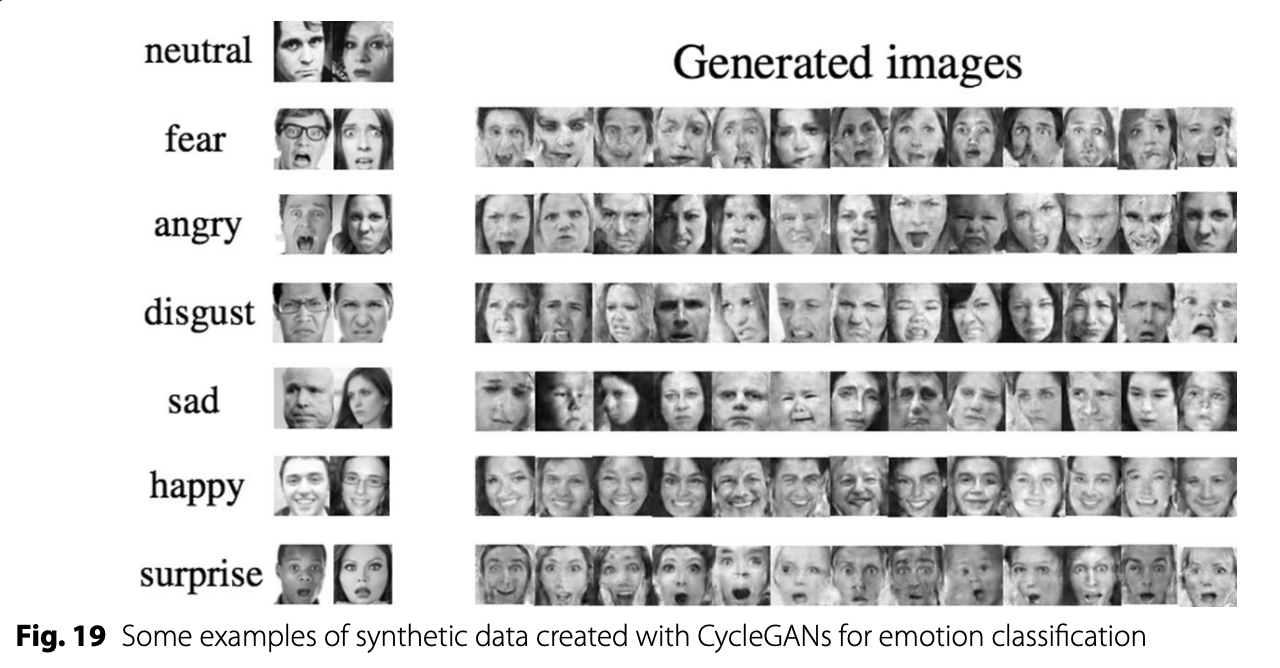 neutral
Generated images
fear
angry
disgust
sad
happy
surprise
Fig. 19 Some examples of synthetic data created with CycleGANs for emotion classification